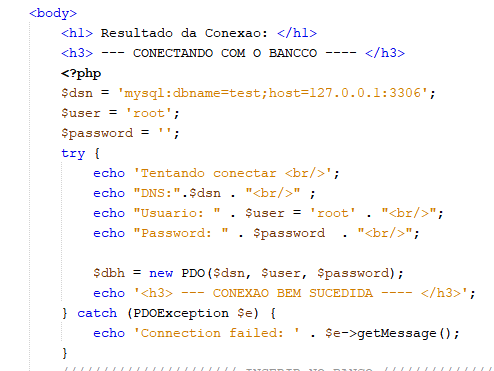 <body>
<h1> Resultado da Conexao: </h1>
<h3> --- CONECTANDO COM O BANCCO ---- </h3>
<?php
$dsn = 'mysql:dbname=test;host=127.0.0.1:3306';
$user = 'root';
$password = '';
try {
echo 'Tentando conectar <br/>';
echo "DNS:".$dsn . "<br/>" ;
echo "Usuario: " . $user = 'root' . "<br/>";
echo "Password: " . $password  . "<br/>";
$dbh = new PDO($dsn, $user, $password);
echo '<h3> --- CONEXAO BEM SUCEDIDA ---- </h3>';
} catch (PDOException $e) {
echo 'Connection failed: ' . $e->getMessage();
}